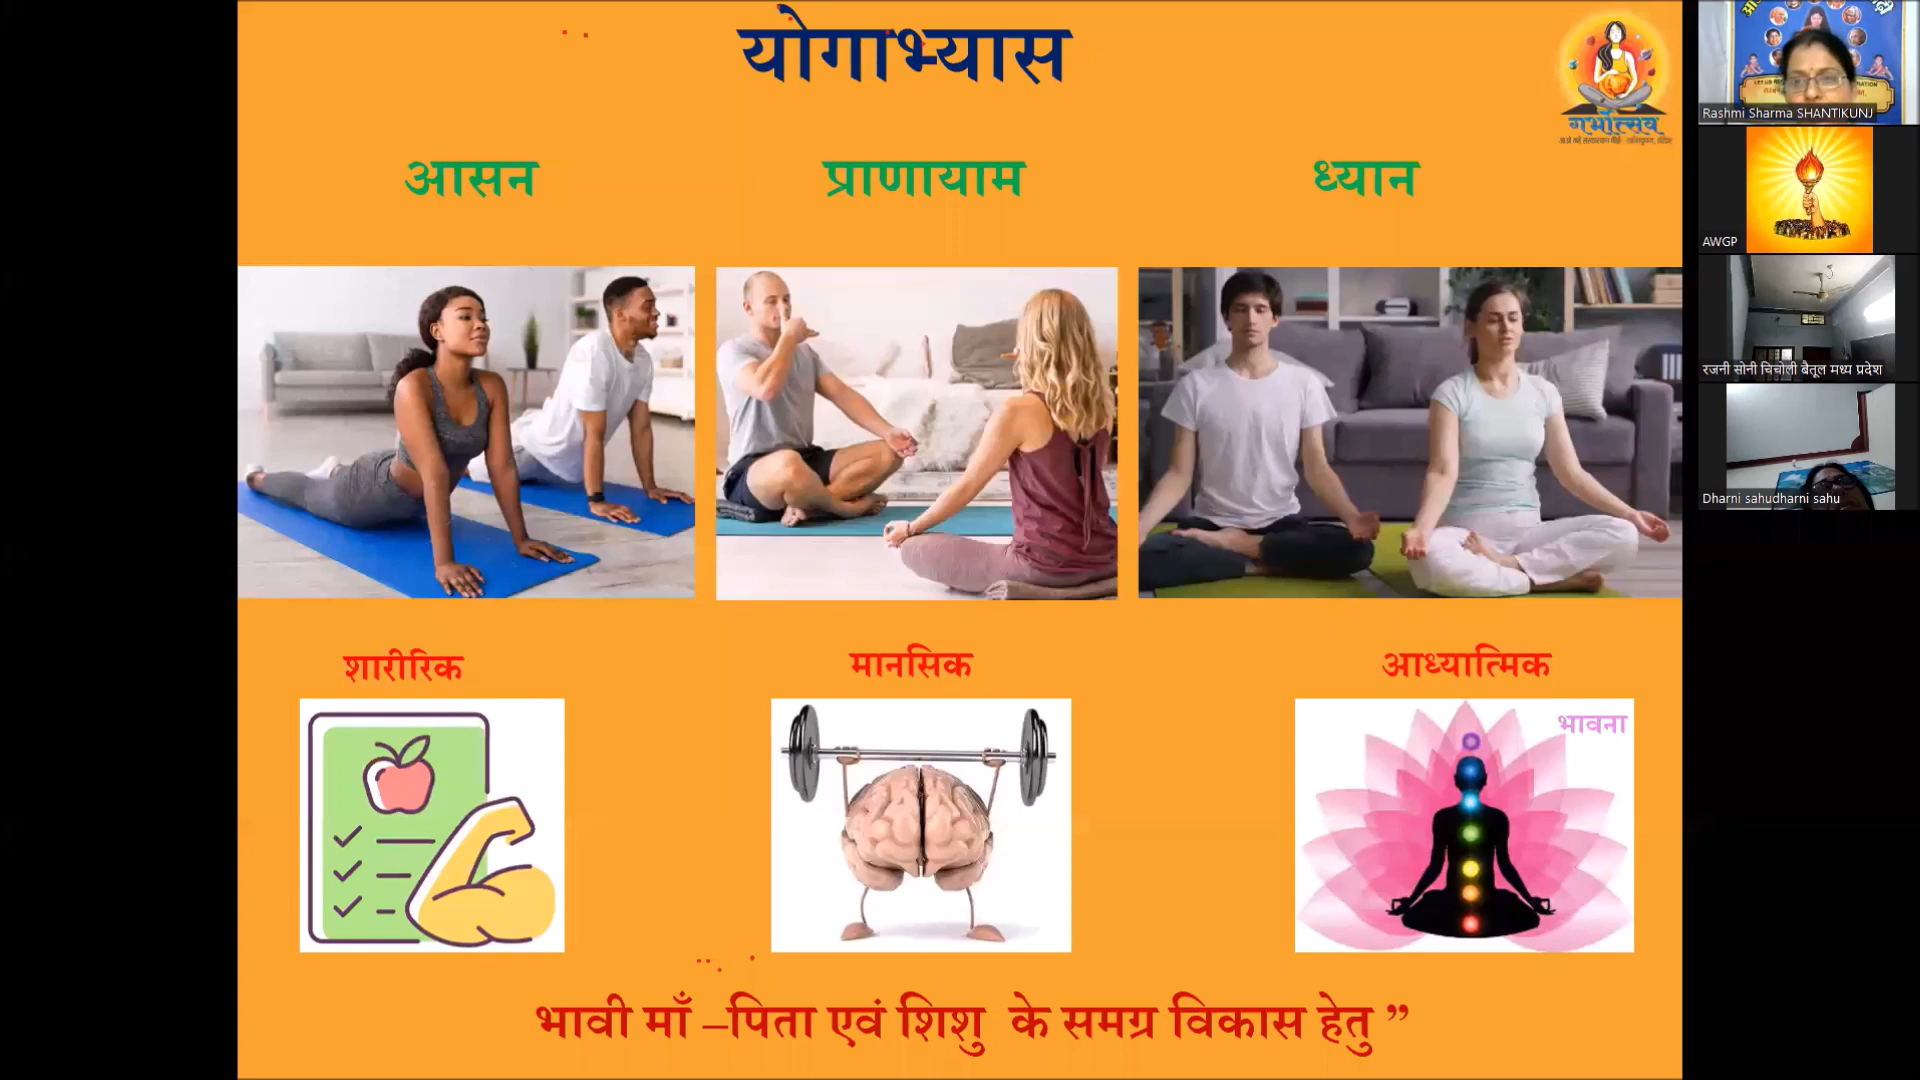 योगाभ्यास
गर्भोत्सव
आसन
प्राणायाम
ध्यान
शारीरिक
मानसिक
आध्यात्मिक
भावना
भावी माँ –पिता एवं शिशु के समग्र विकास हेतु ”
Rashmi Sharma SHANTIKUNJ
AWGP
रजनी सोनी चिचोली बैतूल मध्य प्रदेश
Dharni sahudharni sahu